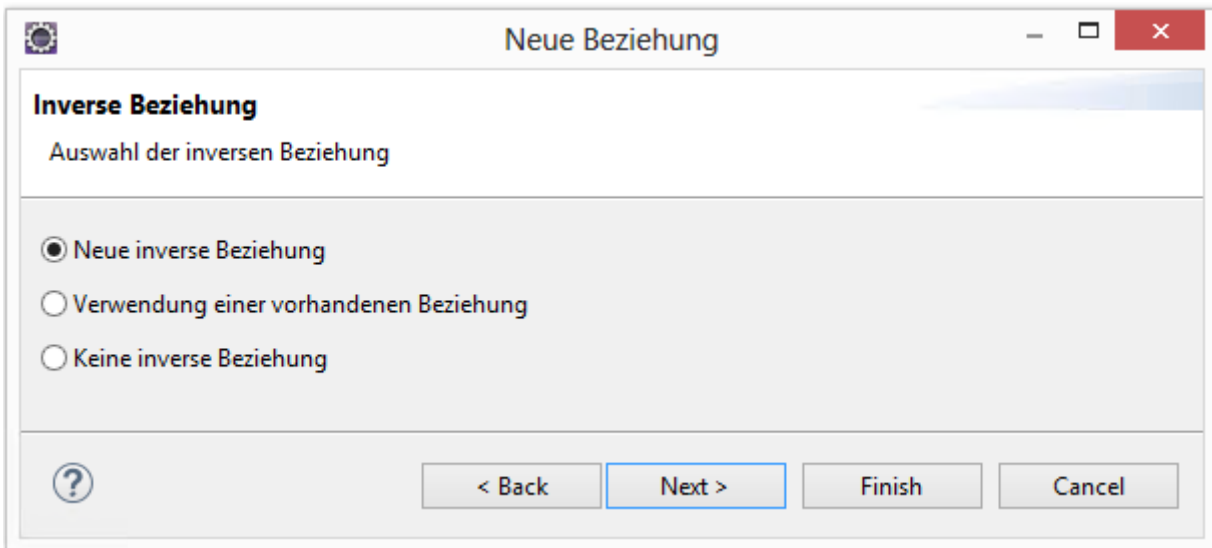 Neue Beziehung
Inverse Beziehung
Auswahl der inversen Beziehung
Neue inverse Beziehung
Verwendung einer vorhandenen Beziehung
Keine inverse Beziehung
? < Back Next > Finish Cancel